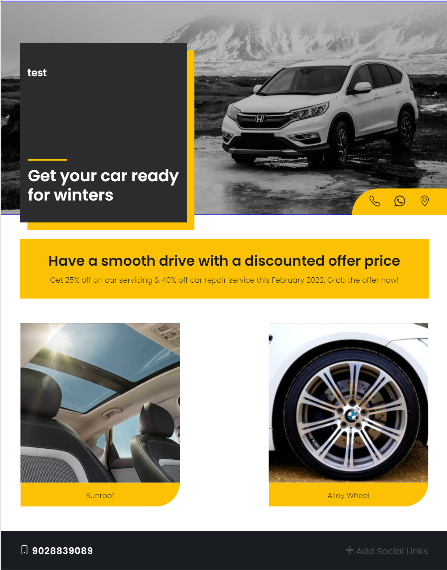 test
Get your car ready
for winters
Have a smooth drive with a discounted offer price
Get 25% off on car servicing & 40% off car repair service this February 2022, Grab the offer now!
Sunroof
Alloy Wheel
9028839089
+ Add Social Links